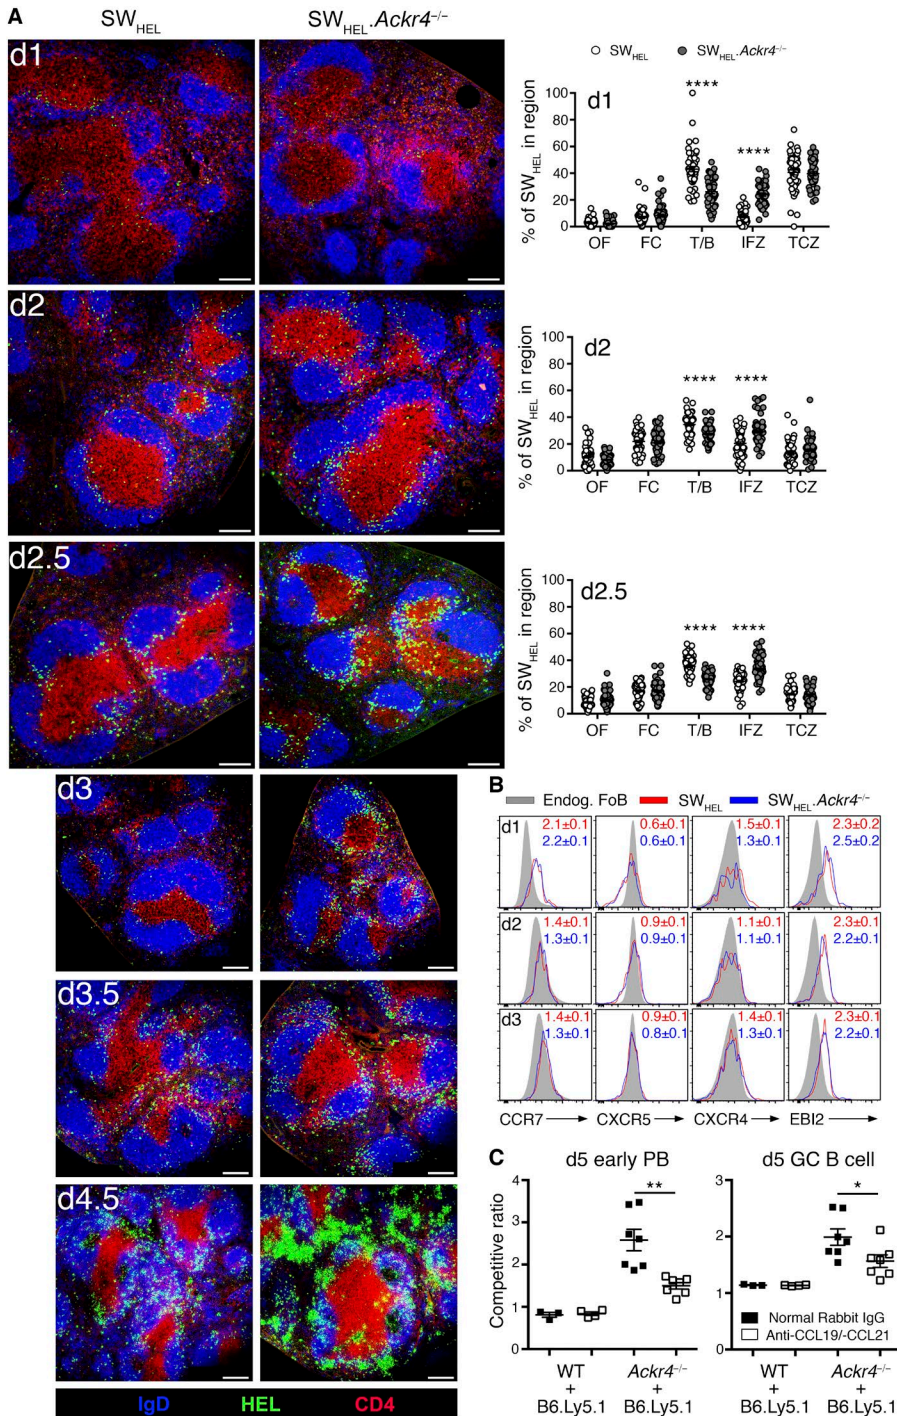 A
SW_HEL
SW_HEL.Ackr4–/–
d1
d2
d2.5
d3
d3.5
d4.5
IgD HEL CD4
SW_HEL SW_HEL.Ackr4–/–
d1
****
****
% of SW_HEL in region
100
80
60
40
20
0
OF FC T/B IFZ TCZ
d2
**** ****
% of SW_HEL in region
100
80
60
40
20
0
OF FC T/B IFZ TCZ
d2.5
**** ****
% of SW_HEL in region
100
80
60
40
20
0
OF FC T/B IFZ TCZ
B
Endog. FoB SW_HEL SW_HEL.Ackr4–/–
d1
2.1±0.1 0.6±0.1 1.5±0.1 2.3±0.2
2.2±0.1 0.6±0.1 1.3±0.1 2.5±0.2
d2
1.4±0.1 0.9±0.1 1.1±0.1 2.3±0.1
1.3±0.1 0.9±0.1 1.1±0.1 2.2±0.1
d3
1.4±0.1 0.9±0.1 1.4±0.1 2.3±0.1
1.3±0.1 0.8±0.1 1.3±0.1 2.2±0.1
CCR7 CXCR5 CXCR4 EBI2
C
d5 early PB
d5 GC B cell
Competitive ratio
4
3
2
1
0
**
WT
+
B6.Ly5.1
Ackr4–/–
+
B6.Ly5.1
3
2
1
0
*
Normal Rabbit IgG
Anti-CCL19/-CCL21
WT
+
B6.Ly5.1
Ackr4–/–
+
B6.Ly5.1